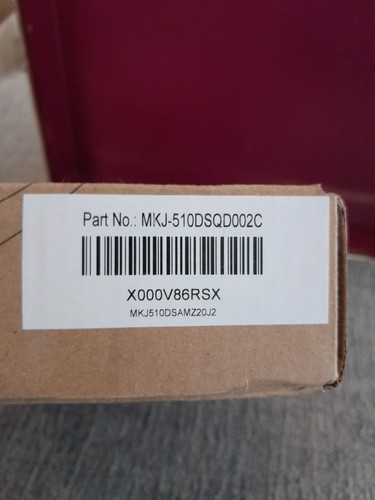 Part No.: MKJ-510DSQD002C
X000V86RSX
MKJ510DSAMZ20J2